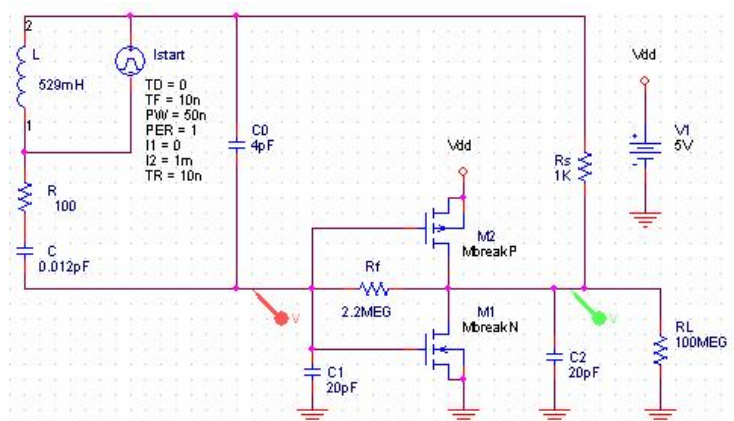 2
L
529mH
1
Istart
TD = 0
TF = 10n
PW = 50n
PER = 1
I1 = 0
I2 = 1m
TR = 10n
R
100
C
0.012pF
C0
4pF
Vdd
Rs
1K
Vdd
V1
5V
+
-
M2
MbreakP
Rf
2.2MEG
M1
MbreakN
V
V
C1
20pF
C2
20pF
RL
100MEG